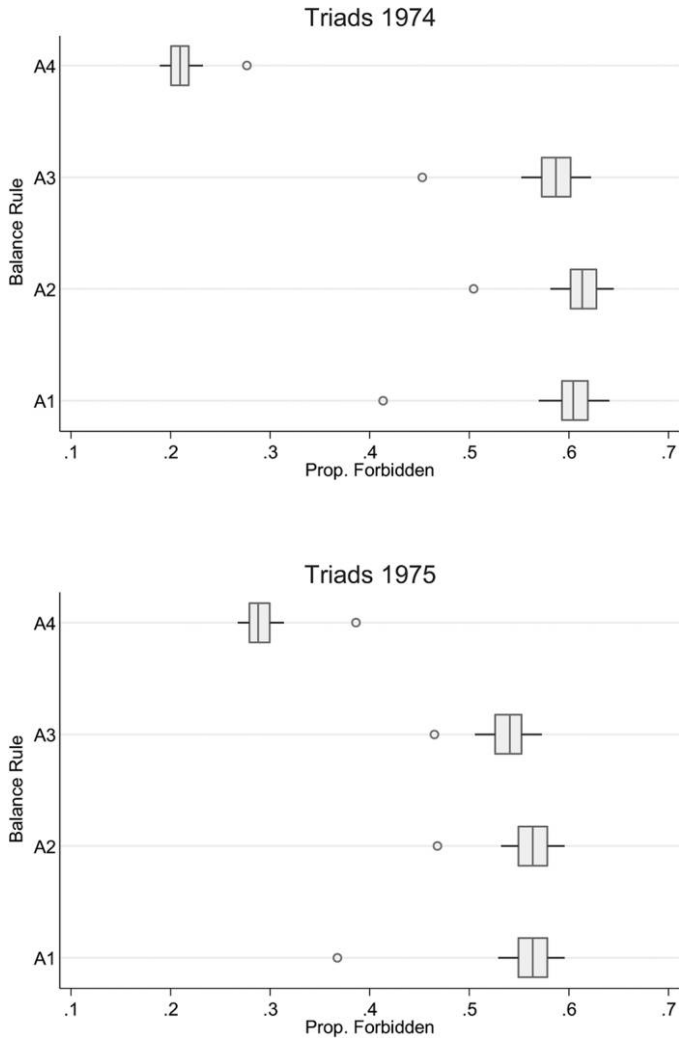 Triads 1974
Balance Rule
A4
A3
A2
A1
.1 .2 .3 .4 .5 .6 .7
Prop. Forbidden
Triads 1975
Balance Rule
A4
A3
A2
A1
.1 .2 .3 .4 .5 .6 .7
Prop. Forbidden